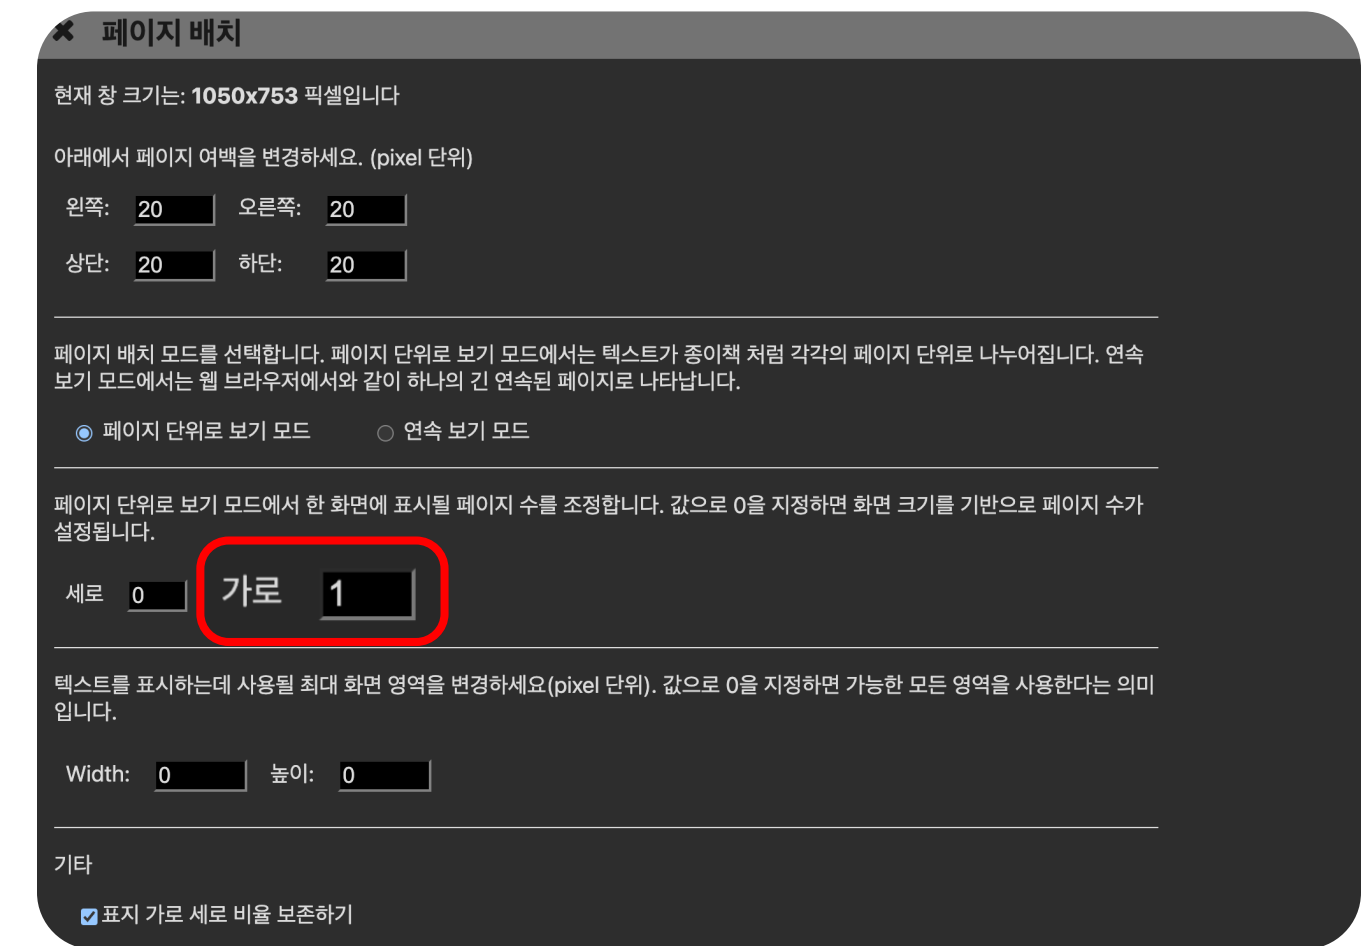 ✖ 페이지 배치
현재 창 크기는: 1050x753 픽셀입니다
아래에서 페이지 여백을 변경하세요. (pixel 단위)
왼쪽: 20 오른쪽: 20
상단: 20 하단: 20
페이지 배치 모드를 선택합니다. 페이지 단위로 보기 모드에서는 텍스트가 종이책 처럼 각각의 페이지 단위로 나누어집니다. 연속
보기 모드에서는 웹 브라우저에서와 같이 하나의 긴 연속된 페이지로 나타납니다.
페이지 단위로 보기 모드 연속 보기 모드
페이지 단위로 보기 모드에서 한 화면에 표시될 페이지 수를 조정합니다. 값으로 0을 지정하면 화면 크기를 기반으로 페이지 수가
설정됩니다.
세로 0 가로 1
텍스트를 표시하는데 사용될 최대 화면 영역을 변경하세요(pixel 단위). 값으로 0을 지정하면 가능한 모든 영역을 사용한다는 의미
입니다.
Width: 0 높이: 0
기타
표지 가로 세로 비율 보존하기